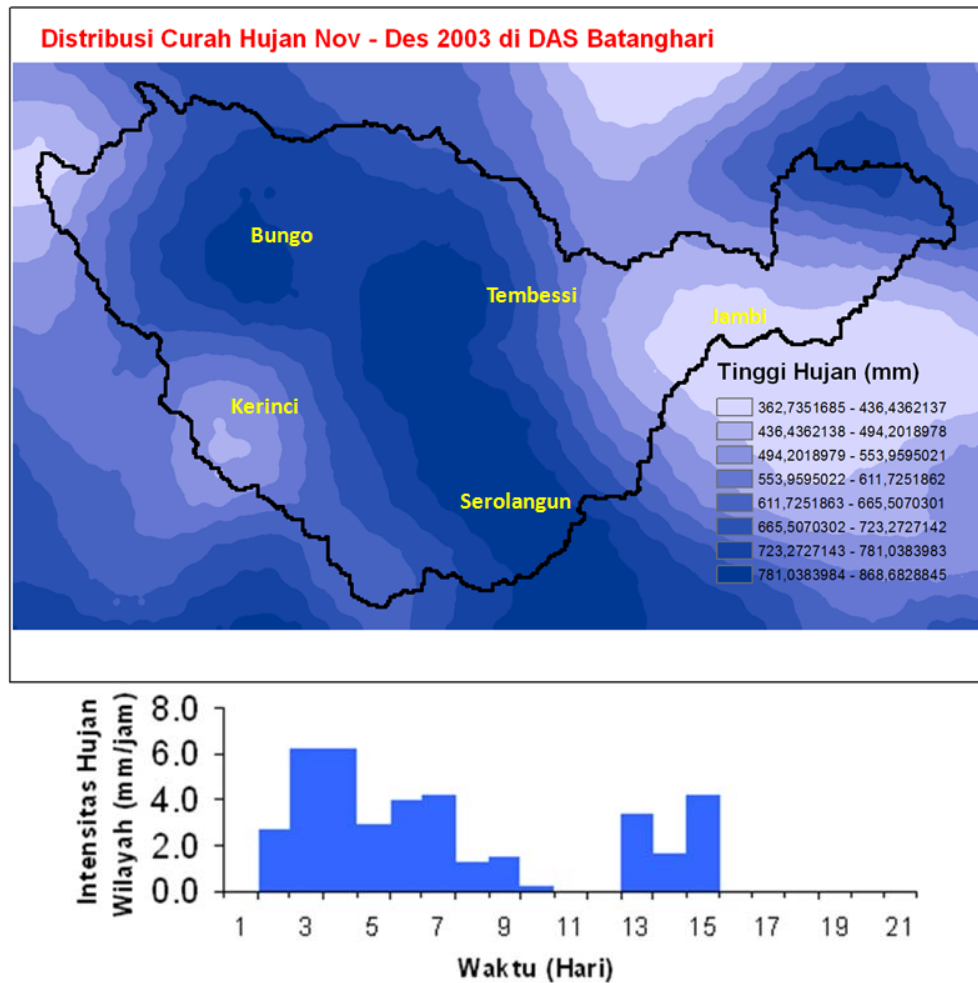 Distribusi Curah Hujan Nov - Des 2003 di DAS Batanghari
Bungo
Tembessi
Jambi
Kerinci
Serolangun
Tinggi Hujan (mm)
362,7351685 - 436,4362137
436,4362138 - 494,2018978
494,2018979 - 553,9595021
553,9595022 - 611,7251862
611,7251863 - 665,5070301
665,5070302 - 723,2727142
723,2727143 - 781,0383983
781,0383984 - 868,6828845
Intensitas Hujan
Wilayah (mm/jam)
8.0
6.0
4.0
2.0
0.0
1 3 5 7 9 11 13 15 17 19 21
Waktu (Hari)